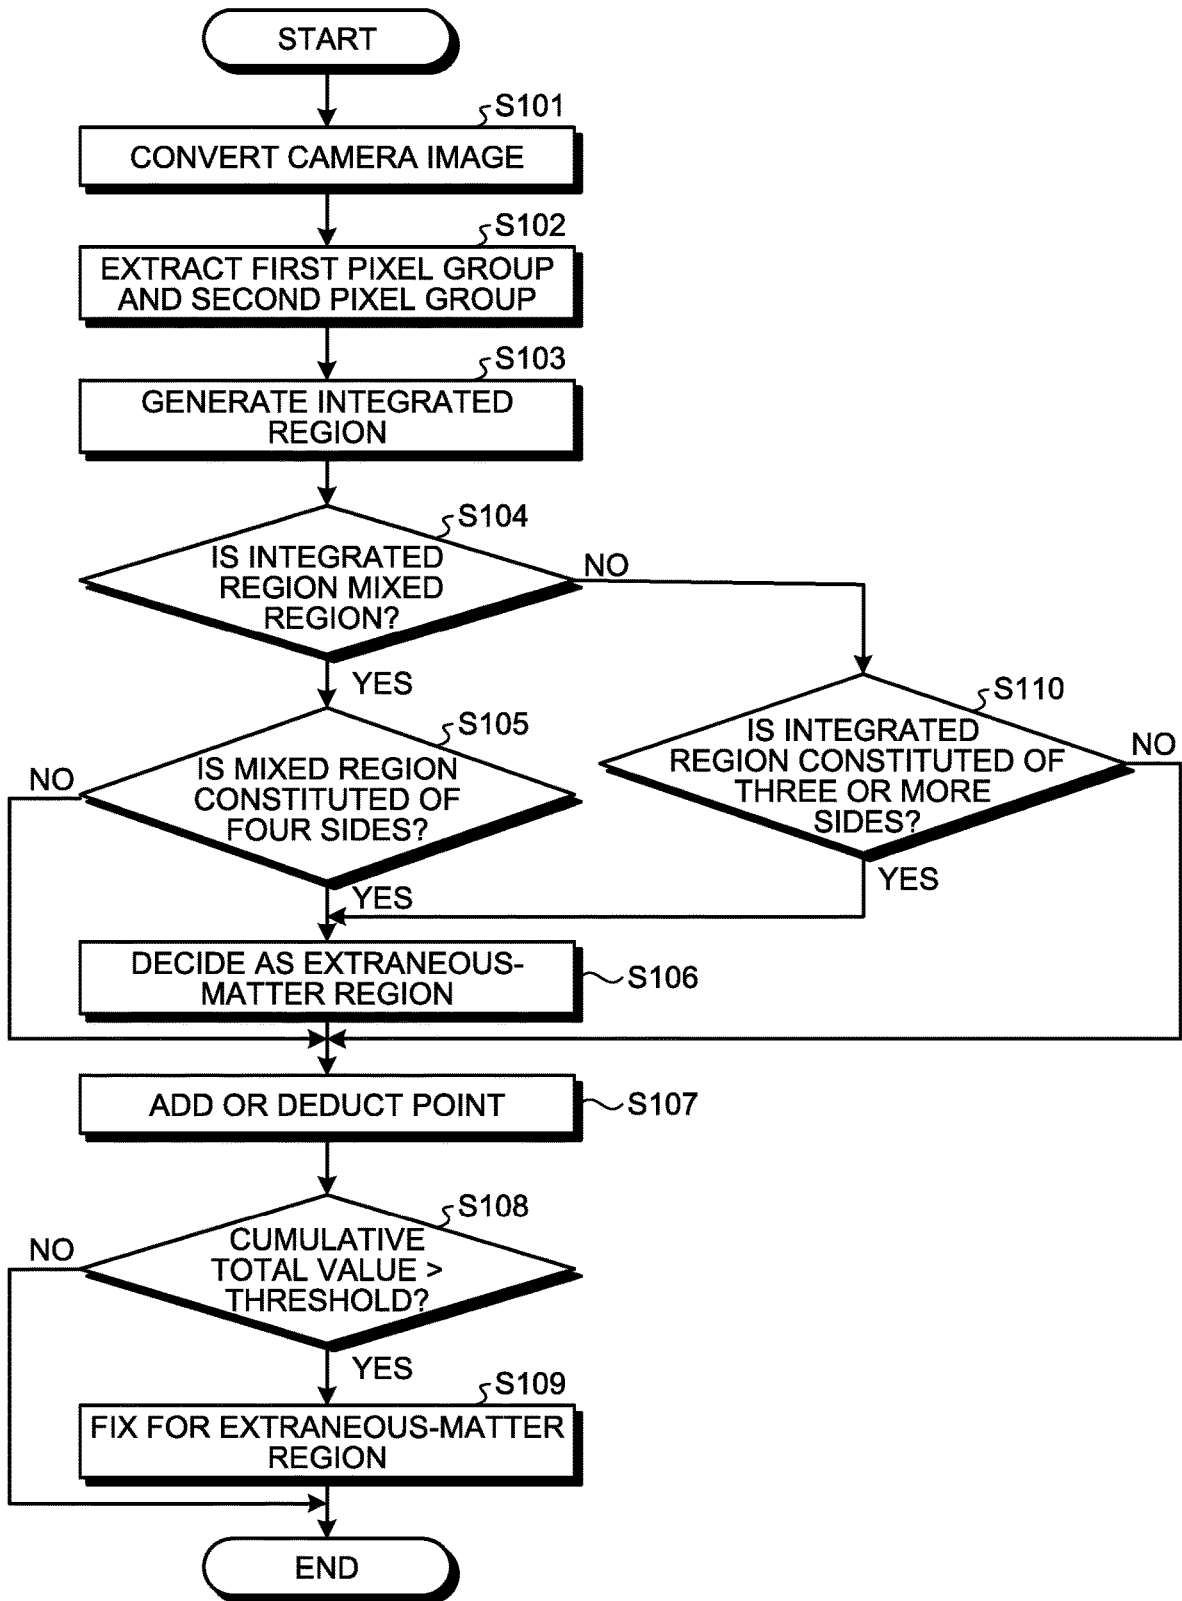 START
S101
CONVERT CAMERA IMAGE
S102
EXTRACT FIRST PIXEL GROUP
AND SECOND PIXEL GROUP
S103
GENERATE INTEGRATED
REGION
S104
IS INTEGRATED
REGION MIXED
REGION?
NO
YES
S110
IS INTEGRATED
REGION CONSTITUTED OF
THREE OR MORE
SIDES?
NO
YES
S105
IS MIXED REGION
CONSTITUTED OF
FOUR SIDES?
NO
YES
DECIDE AS EXTRANEOUS-
MATTER REGION
S106
ADD OR DEDUCT POINT
S107
S108
CUMULATIVE
TOTAL VALUE >
THRESHOLD?
NO
YES
S109
FIX FOR EXTRANEOUS-MATTER
REGION
END